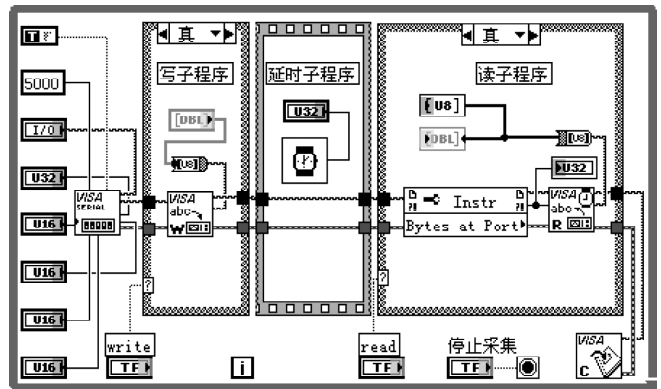 T F
真
真
写子程序
延时子程序
读子程序
5000
[DBL]
U32
[U8]
[DBL]
[U8]
I/O
[U8]
U32
U32
VISA
SERIAL
VISA
abc
W
Instr
VISA
abc
R
U16
Bytes at Port
U16
?
?
U16
write
read
停止采集
VISA
C
U16
TF
i
TF
TF